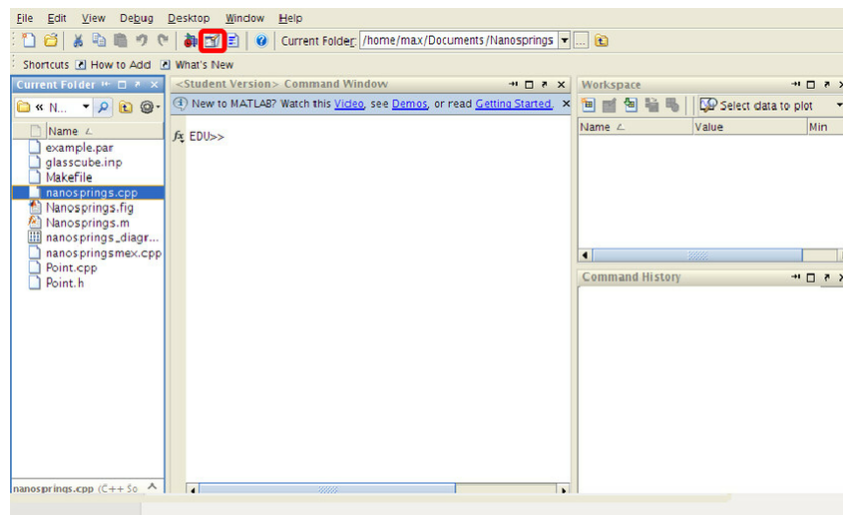 File Edit View Debug Desktop Window Help
Current Folder: /home/max/Documents/Nanosprings
Shortcuts How to Add What's New
Current Folder
« N...
Name
example.par
glasscube.inp
MakeFile
nanosprings.cpp
Nanosprings.fig
Nanosprings.m
nanosprings_diagr...
nanospringsmex.cpp
Point.cpp
Point.h
nanosprings.cpp (C++ So
<Student Version> Command Window
New to MATLAB? Watch this Video, see Demos, or read Getting Started.
fx EDU>>
Workspace
Select data to plot
Name Value Min
Command History